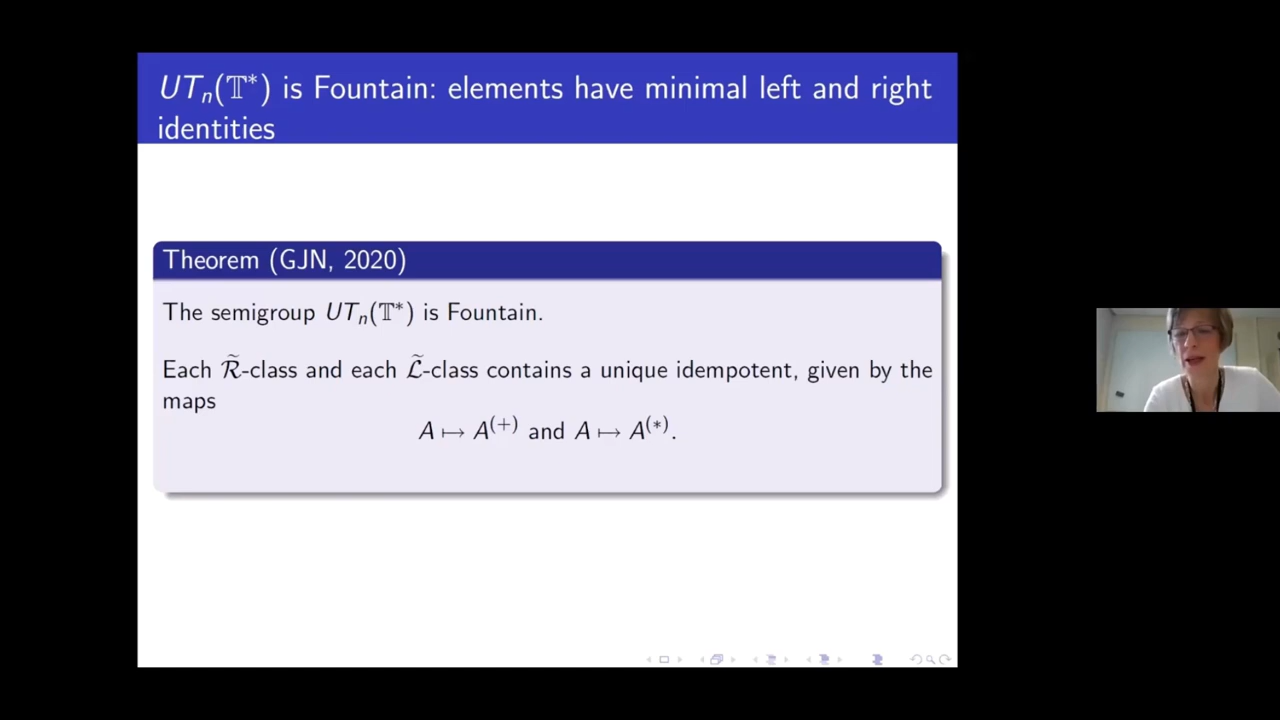 UTₙ(𝕋*) is Fountain: elements have minimal left and right
identities
Theorem (GJN, 2020)
The semigroup UTₙ(𝕋*) is Fountain.
Each ℛ̃-class and each ℒ̃-class contains a unique idempotent, given by the
maps
A ↦ A⁽⁺⁾ and A ↦ A⁽*⁾.